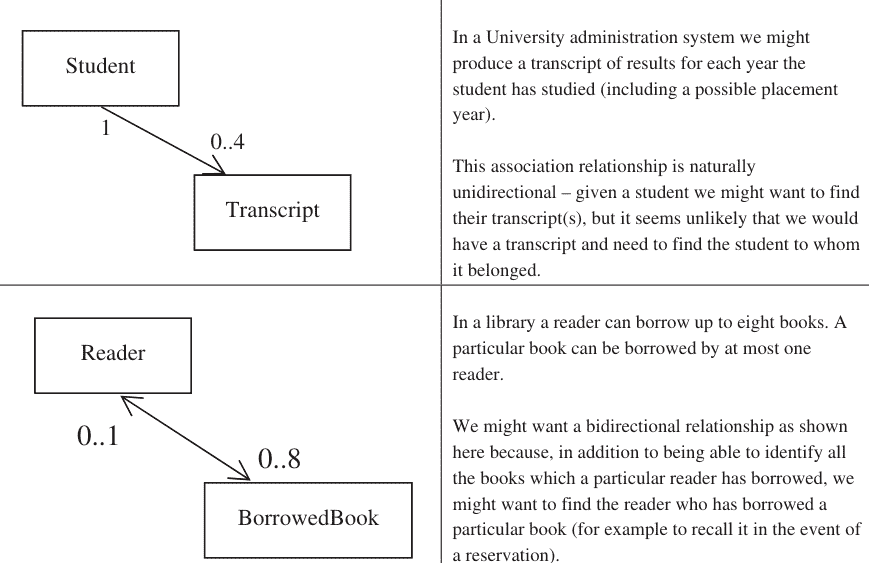 Student
1
0..4
Transcript
In a University administration system we might
produce a transcript of results for each year the
student has studied (including a possible placement
year).
This association relationship is naturally
unidirectional – given a student we might want to find
their transcript(s), but it seems unlikely that we would
have a transcript and need to find the student to whom
it belonged.
Reader
0..1
0..8
BorrowedBook
In a library a reader can borrow up to eight books. A
particular book can be borrowed by at most one
reader.
We might want a bidirectional relationship as shown
here because, in addition to being able to identify all
the books which a particular reader has borrowed, we
might want to find the reader who has borrowed a
particular book (for example to recall it in the event of
a reservation).